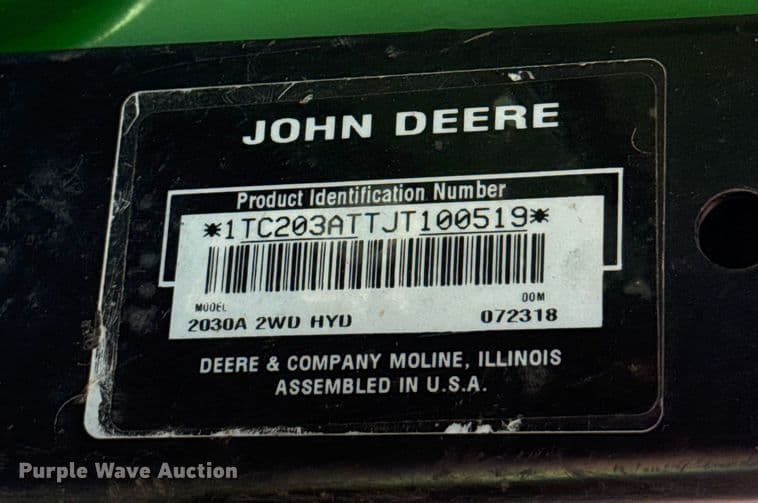 JOHN DEERE
Product Identification Number
*1TC203ATTJT100519*
MODEL
DOM
2030A 2WD HYD
072318
DEERE & COMPANY MOLINE, ILLINOIS
ASSEMBLED IN U.S.A.
Purple Wave Auction